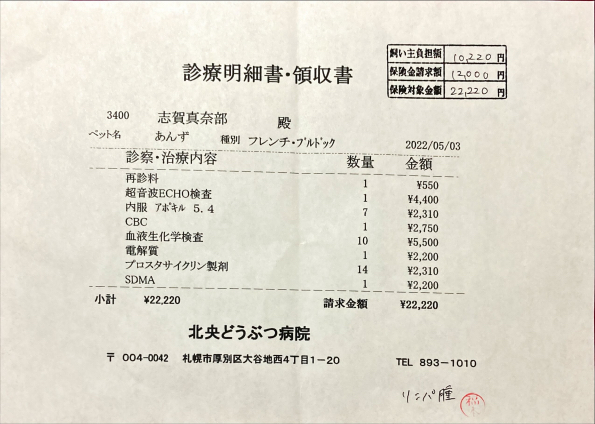 診療明細書・領収書
飼い主負担額 10,220 円
保険金請求額 12,000 円
保険対象金額 22,220 円
3400 志賀真奈部 殿
ペット名 あんず 種別 フレンチ・ブルドック 2022/05/03
診察・治療内容 数量 金額
再診料 1 ¥550
超音波ECHO検査 1 ¥4,400
内服 アポキル 5.4 7 ¥2,310
CBC 1 ¥2,750
血液生化学検査 10 ¥5,500
電解質 1 ¥2,200
プロスタサイクリン製剤 14 ¥2,310
SDMA 1 ¥2,200
小計 ¥22,220 請求金額 ¥22,220
北央どうぶつ病院
〒 004-0042 札幌市厚別区大谷地西4丁目1-20 TEL 893-1010
リンパ腫